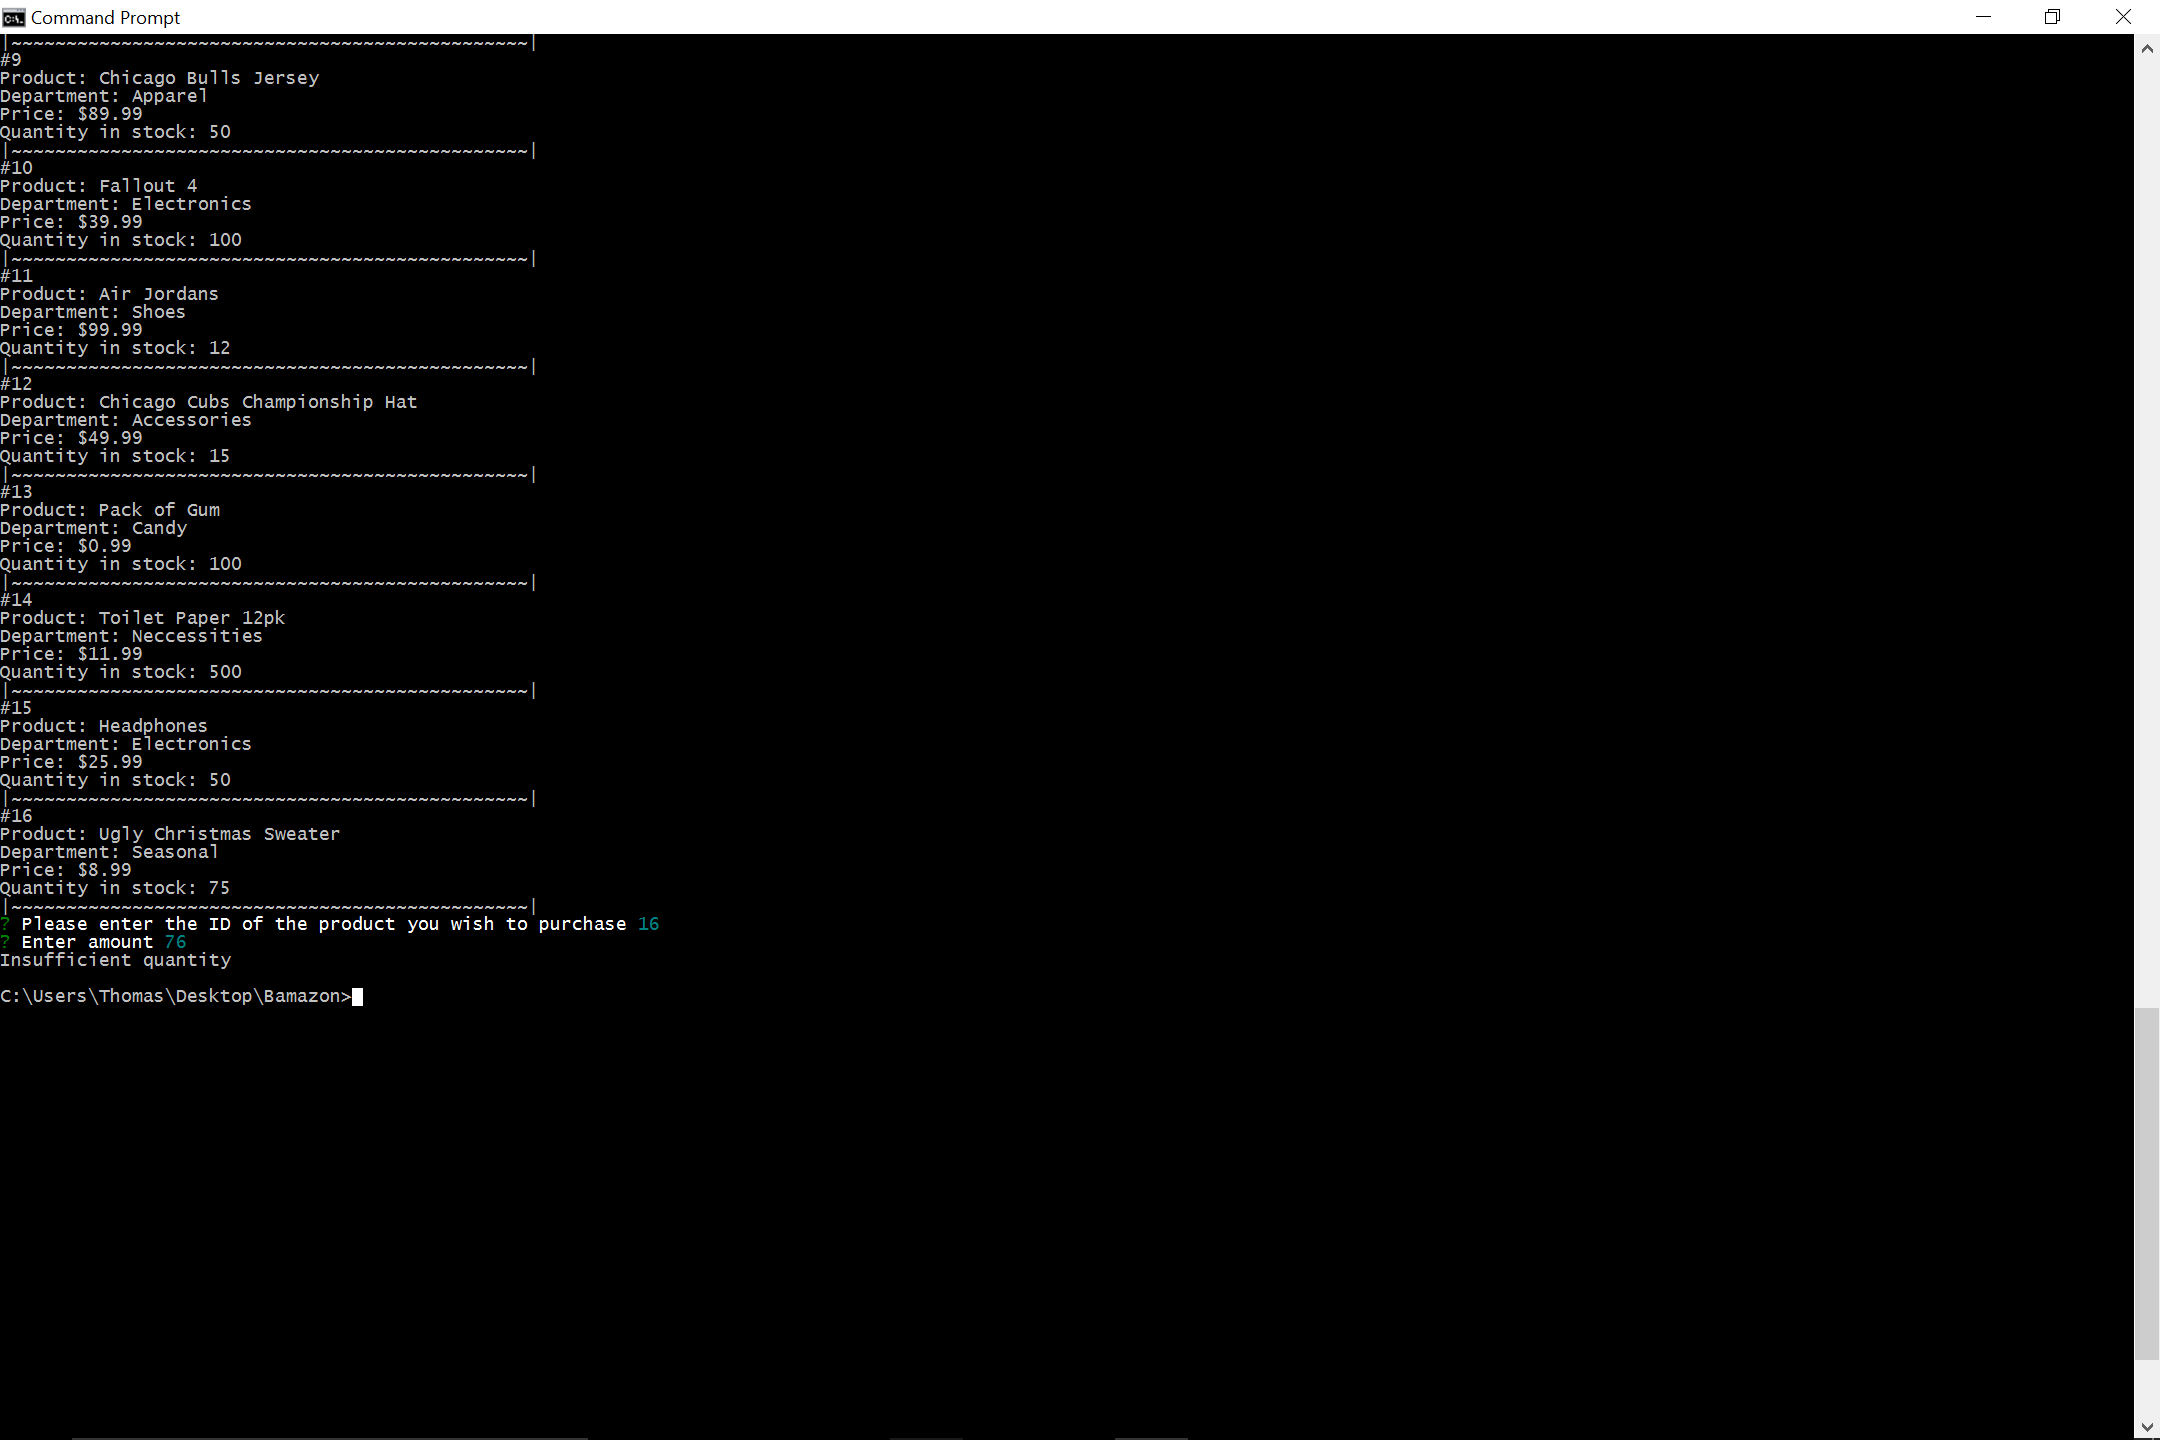 Command Prompt
|~~~~~~~~~~~~~~~~~~~~~~~~~~~~~~~~~~~~~~~~~~~~~~~|
#9
Product: Chicago Bulls Jersey
Department: Apparel
Price: $89.99
Quantity in stock: 50
|~~~~~~~~~~~~~~~~~~~~~~~~~~~~~~~~~~~~~~~~~~~~~~~|
#10
Product: Fallout 4
Department: Electronics
Price: $39.99
Quantity in stock: 100
|~~~~~~~~~~~~~~~~~~~~~~~~~~~~~~~~~~~~~~~~~~~~~~~|
#11
Product: Air Jordans
Department: Shoes
Price: $99.99
Quantity in stock: 12
|~~~~~~~~~~~~~~~~~~~~~~~~~~~~~~~~~~~~~~~~~~~~~~~|
#12
Product: Chicago Cubs Championship Hat
Department: Accessories
Price: $49.99
Quantity in stock: 15
|~~~~~~~~~~~~~~~~~~~~~~~~~~~~~~~~~~~~~~~~~~~~~~~|
#13
Product: Pack of Gum
Department: Candy
Price: $0.99
Quantity in stock: 100
|~~~~~~~~~~~~~~~~~~~~~~~~~~~~~~~~~~~~~~~~~~~~~~~|
#14
Product: Toilet Paper 12pk
Department: Neccessities
Price: $11.99
Quantity in stock: 500
|~~~~~~~~~~~~~~~~~~~~~~~~~~~~~~~~~~~~~~~~~~~~~~~|
#15
Product: Headphones
Department: Electronics
Price: $25.99
Quantity in stock: 50
|~~~~~~~~~~~~~~~~~~~~~~~~~~~~~~~~~~~~~~~~~~~~~~~|
#16
Product: Ugly Christmas Sweater
Department: Seasonal
Price: $8.99
Quantity in stock: 75
|~~~~~~~~~~~~~~~~~~~~~~~~~~~~~~~~~~~~~~~~~~~~~~~|
? Please enter the ID of the product you wish to purchase 16
? Enter amount 76
Insufficient quantity
C:\Users\Thomas\Desktop\Bamazon>